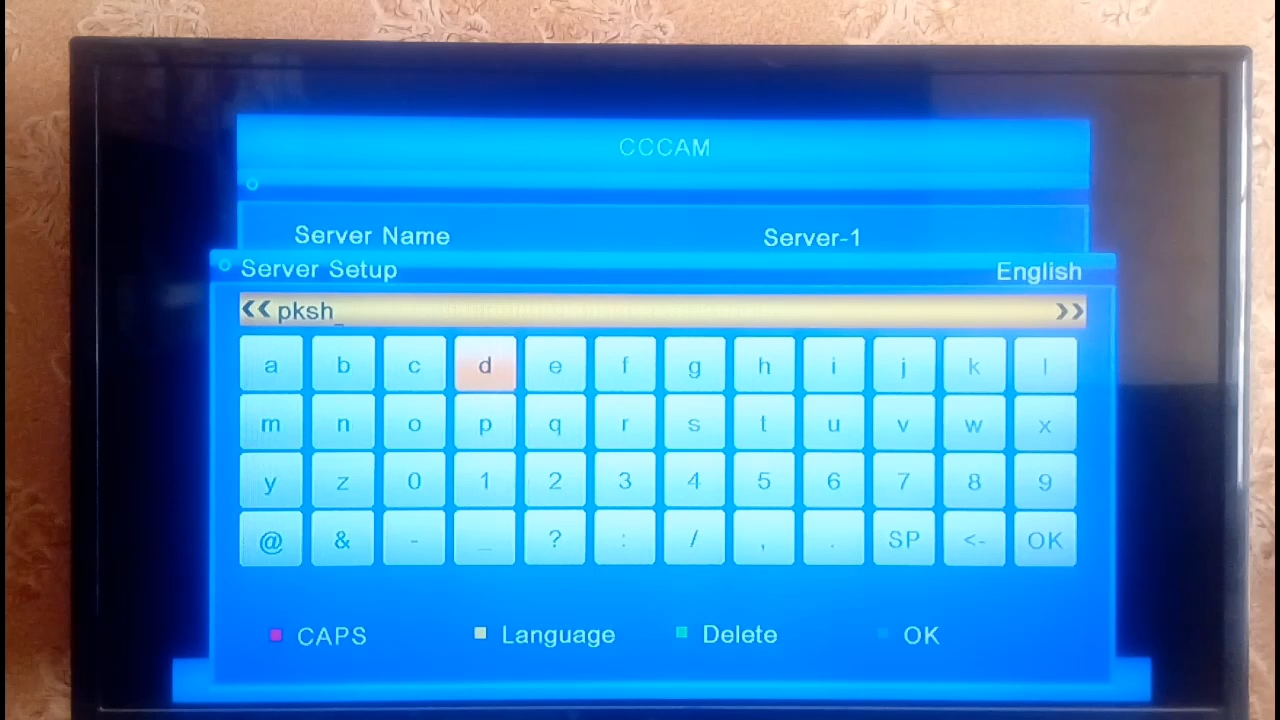 CCCAM
Server Name Server-1
Server Setup English
«pksh_ »
a b c d e f g h i j k l
m n o p q r s t u v w x
y z 0 1 2 3 4 5 6 7 8 9
@ & - _ ? : / , . SP <- OK
CAPS Language Delete OK